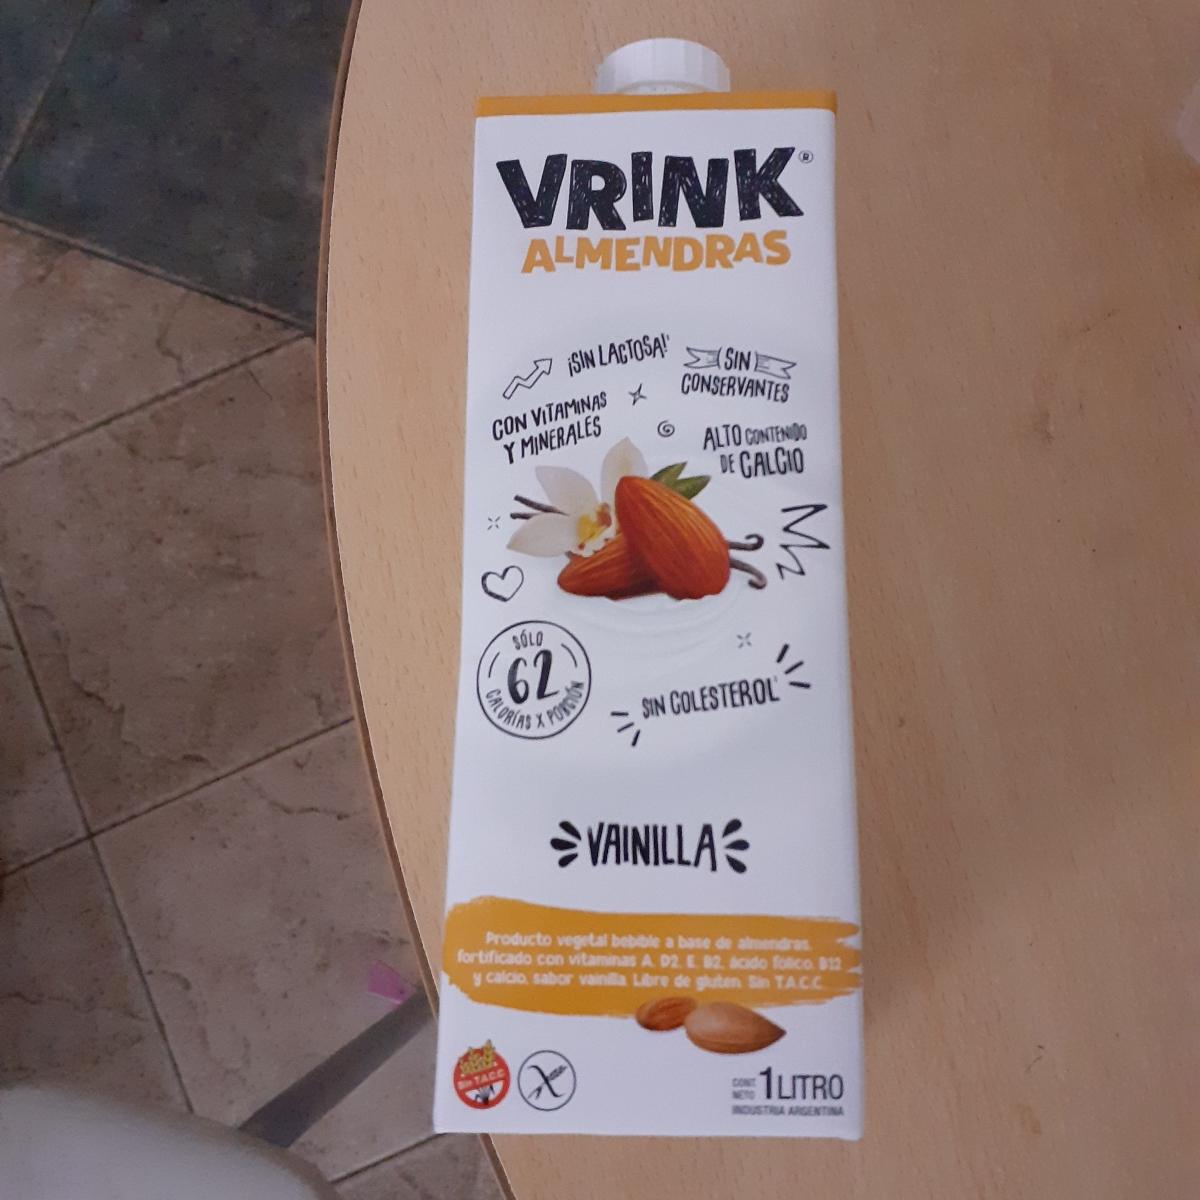 VRINK®
ALMENDRAS
¡SIN LACTOSA!
SIN
CONSERVANTES
CON VITAMINAS
Y MINERALES
ALTO CONTENIDO
DE CALCIO
SÓLO
62
CALORÍAS X PORCIÓN
SIN COLESTEROL
VAINILLA
Producto vegetal bebible a base de almendras,
fortificado con vitaminas A, D2, E, B2, ácido fólico, B12
y calcio, sabor vainilla. Libre de gluten. Sin T.A.C.C.
Sin T.A.C.C.
CONT.
NETO
1 LITRO
INDUSTRIA ARGENTINA